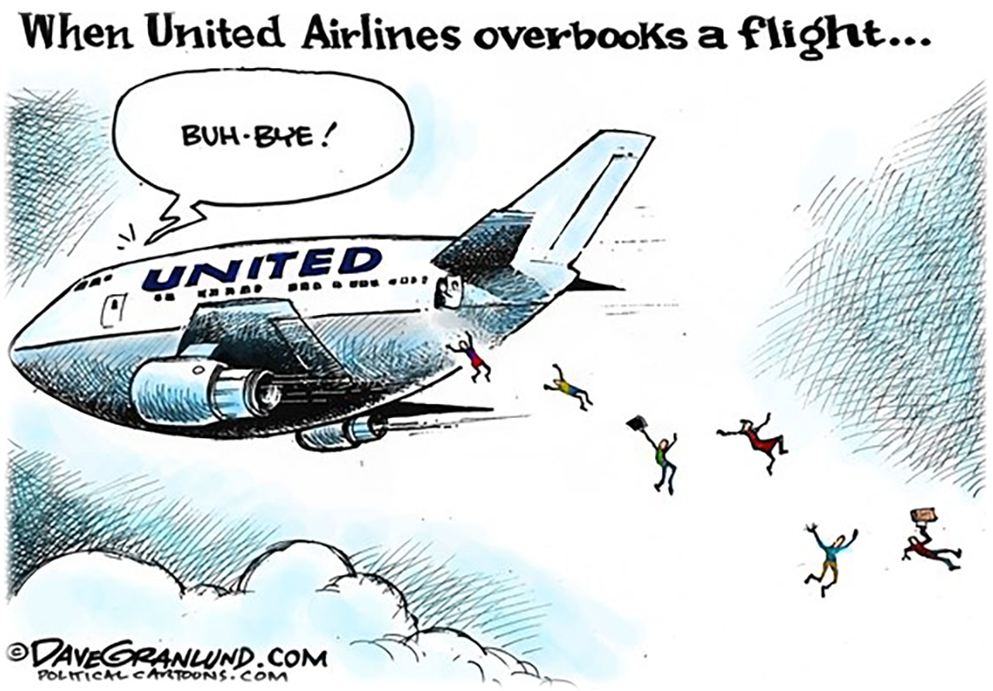 When United Airlines overbooks a flight...
BUH-BYE!
UNITED
©DAVEGRANLUND.COM
POLITICALCARTOONS.COM